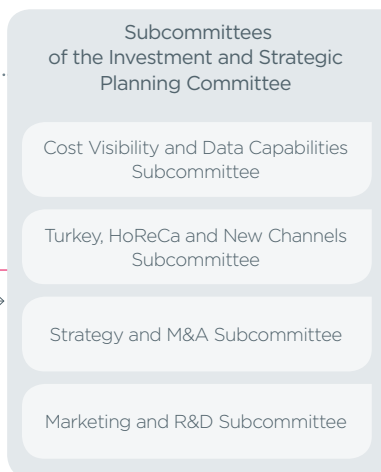 Subcommittees
of the Investment and Strategic
Planning Committee
Cost Visibility and Data Capabilities
Subcommittee
Turkey, HoReCa and New Channels
Subcommittee
Strategy and M&A Subcommittee
Marketing and R&D Subcommittee